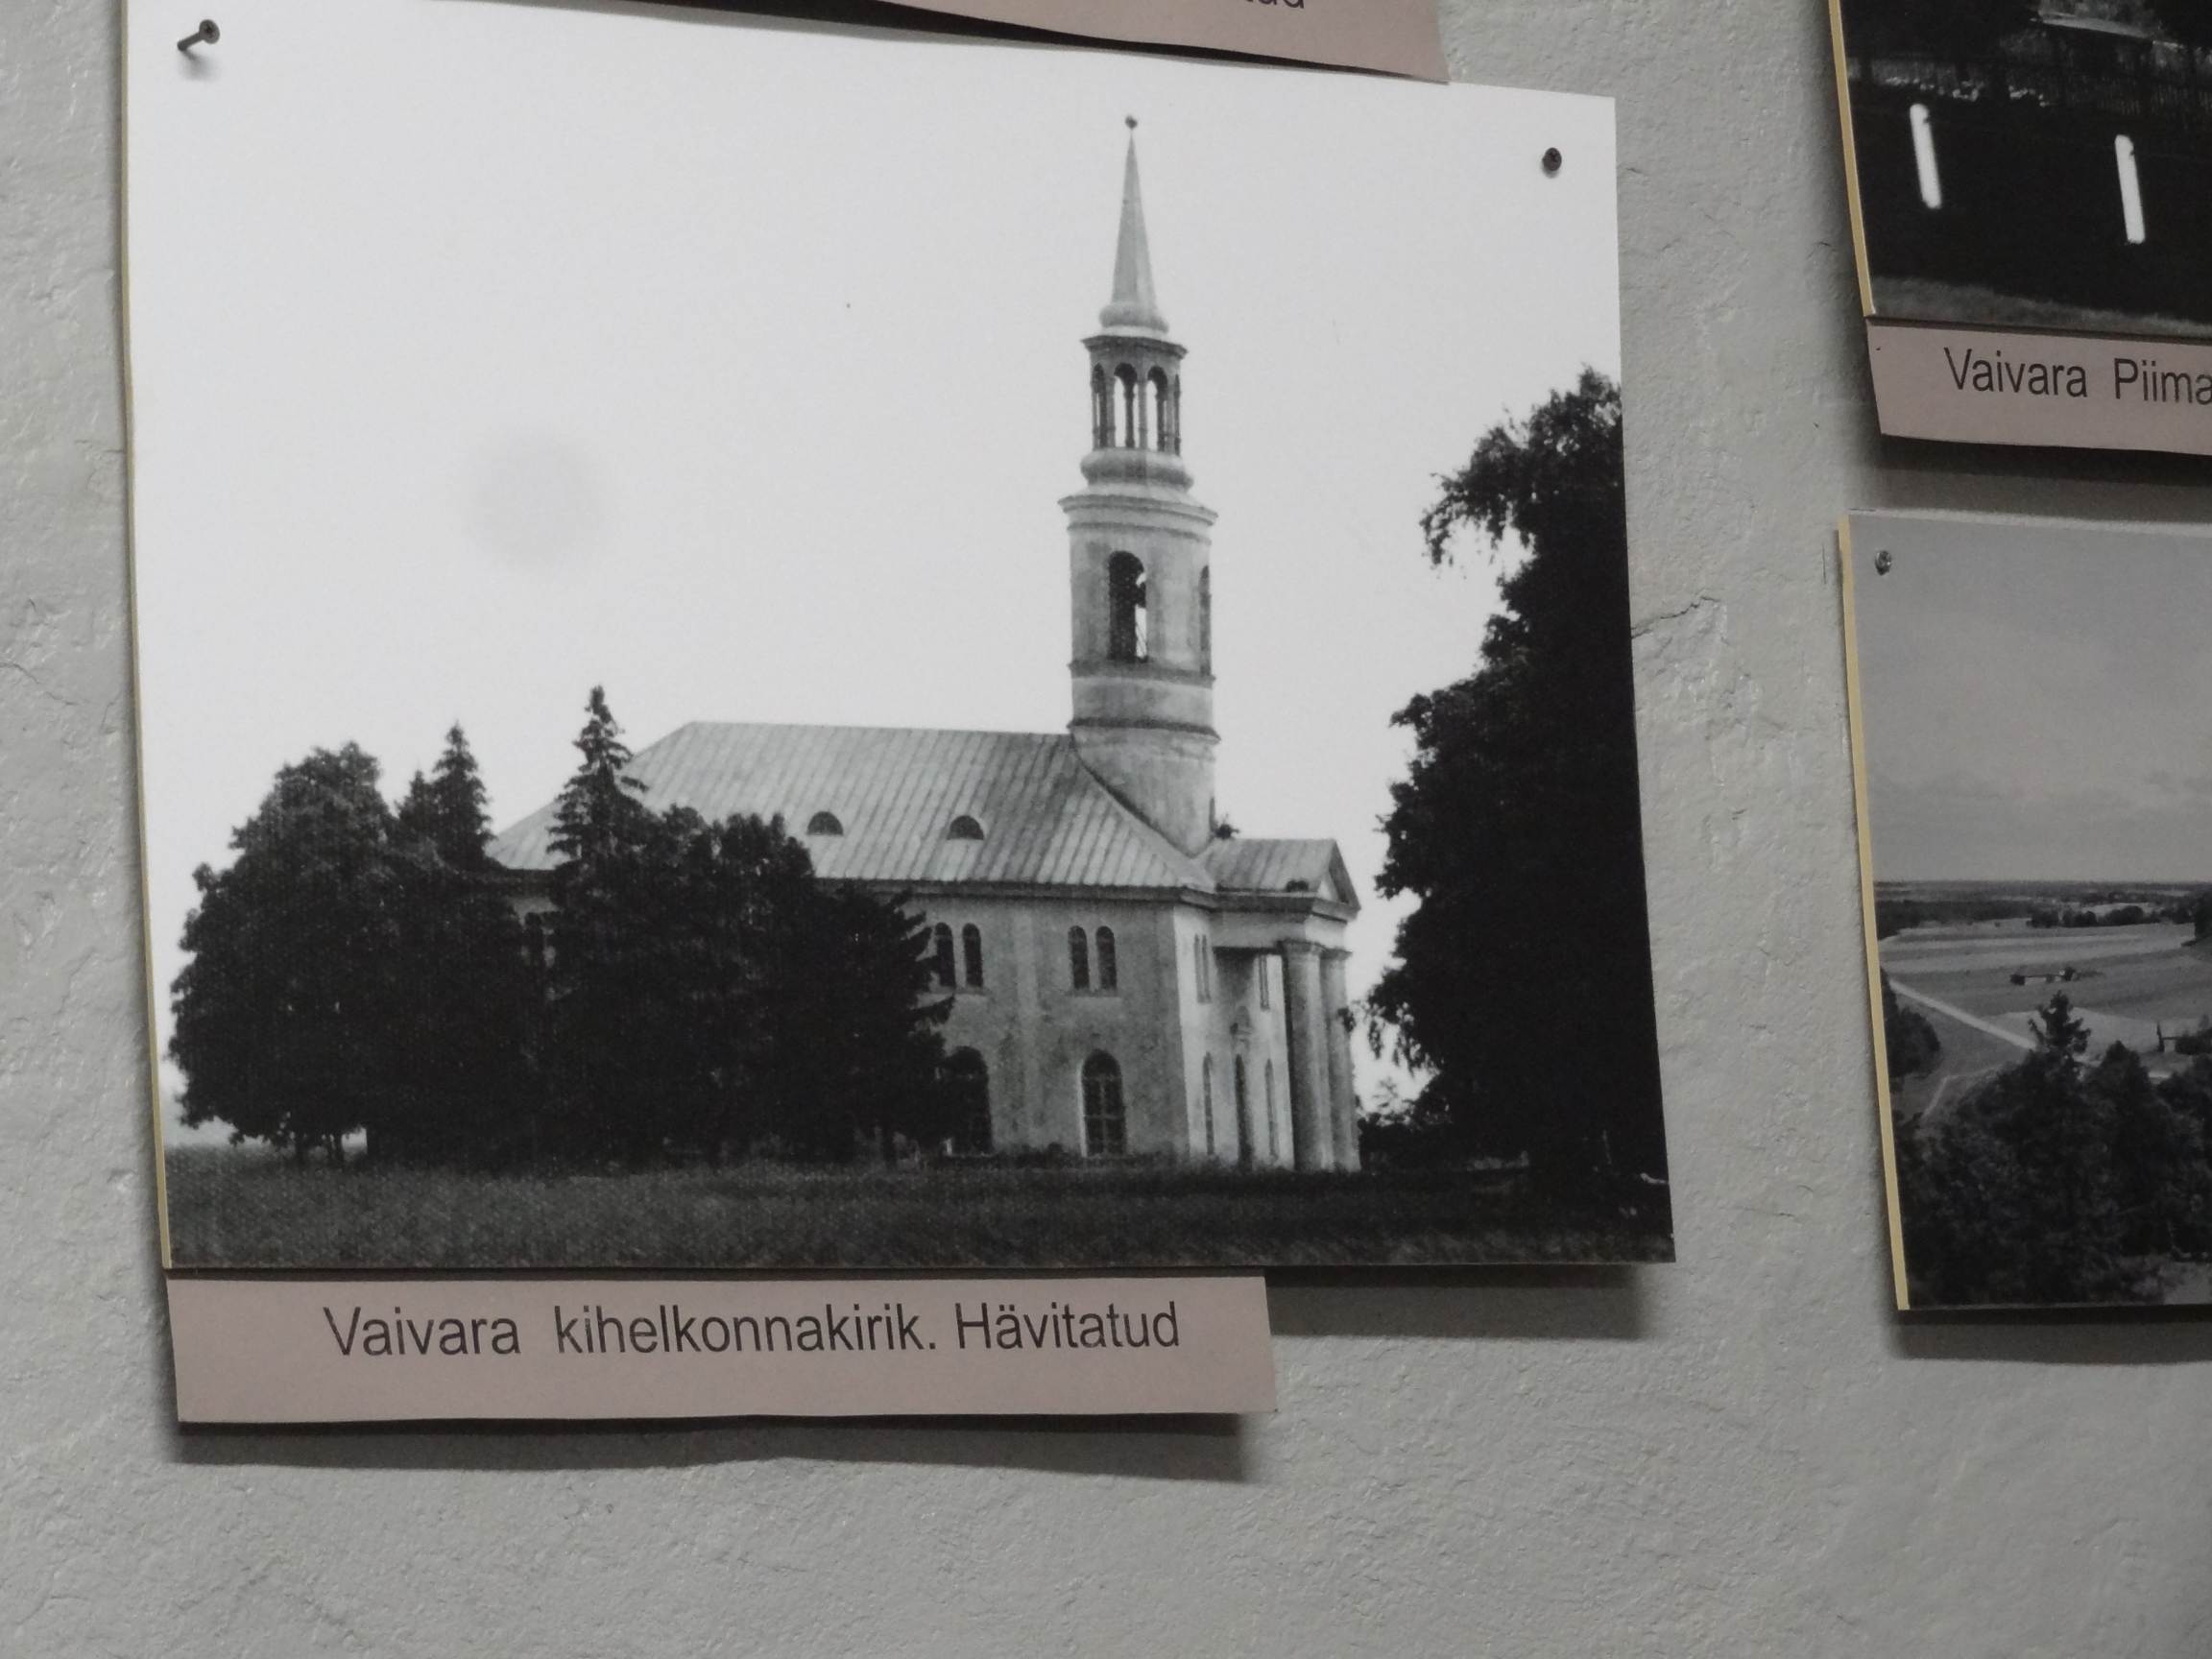 Vaivara Piima
Vaivara kihelkonnakirik. Hävitatud